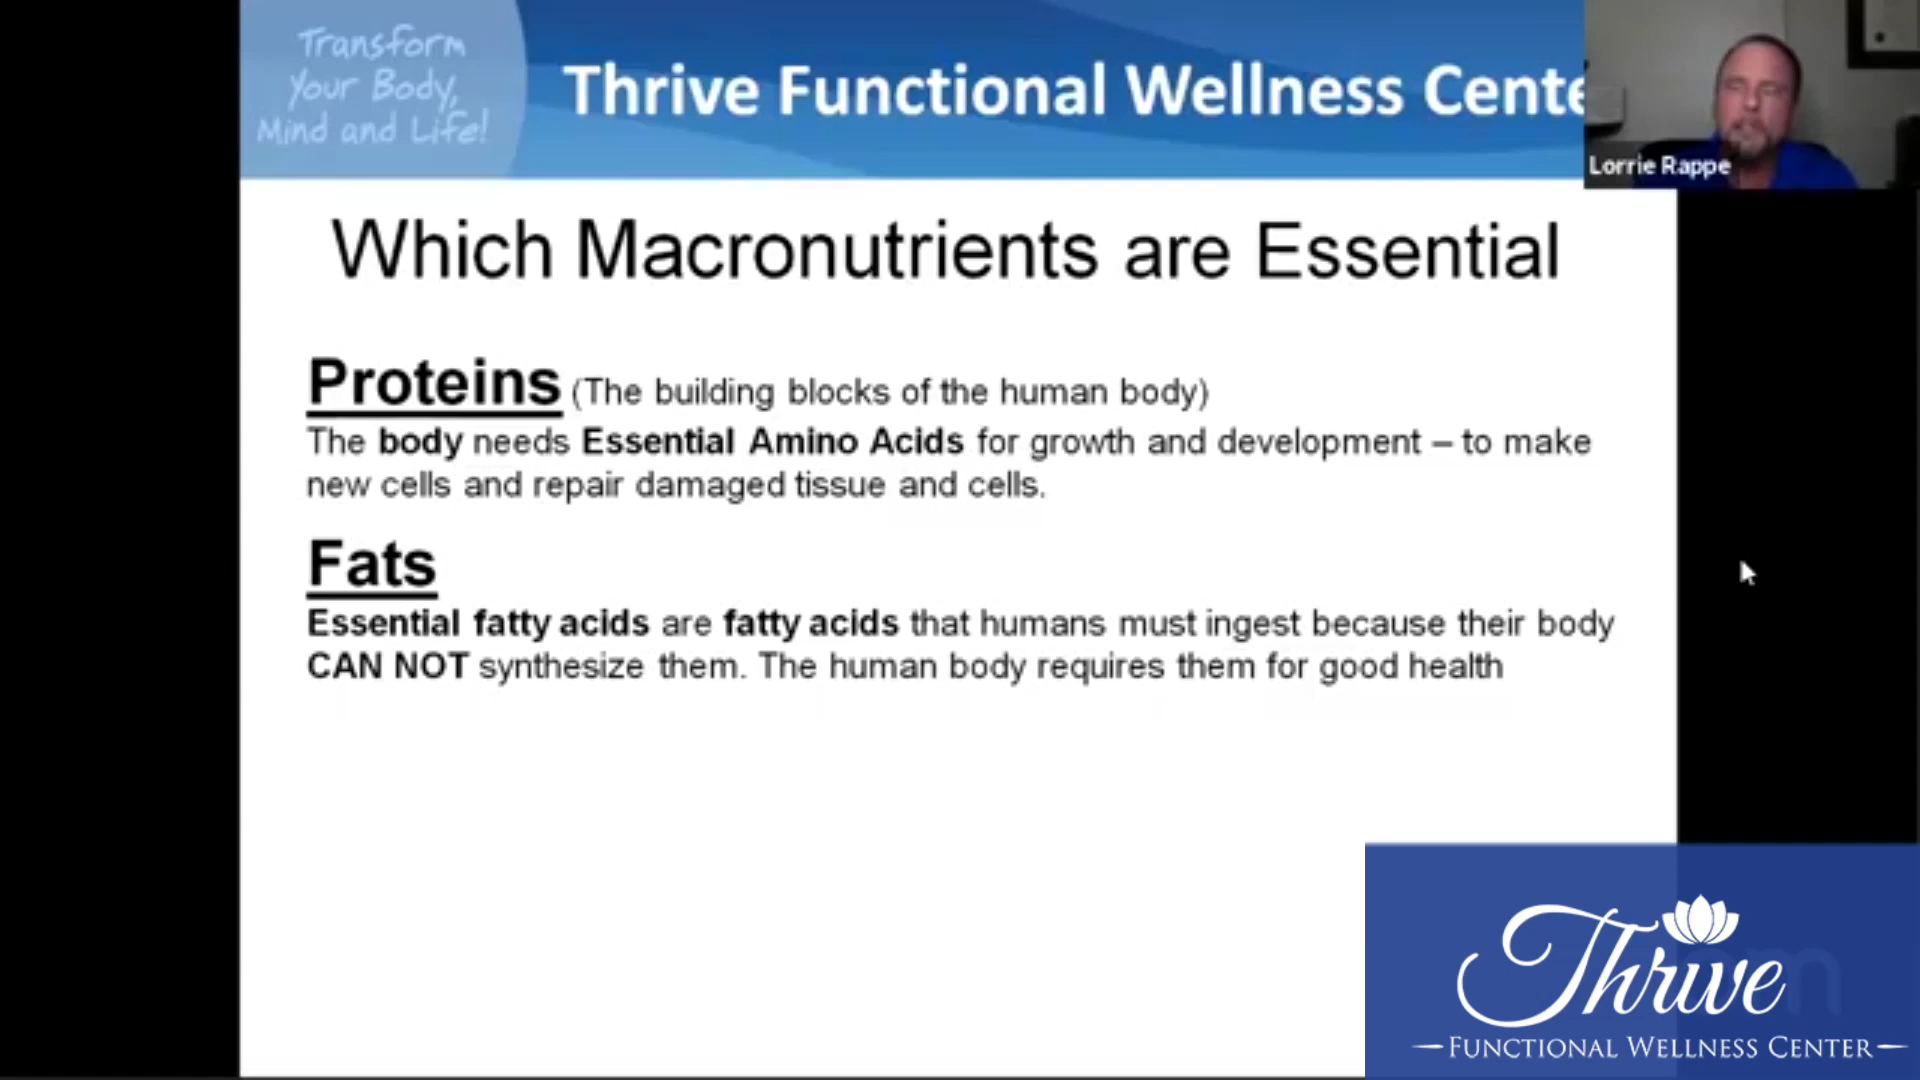 Transform
Your Body,
Mind and Life!
Thrive Functional Wellness Cente
Lorrie Rappe
Which Macronutrients are Essential
Proteins (The building blocks of the human body)
The body needs Essential Amino Acids for growth and development – to make
new cells and repair damaged tissue and cells.
Fats
Essential fatty acids are fatty acids that humans must ingest because their body
CAN NOT synthesize them. The human body requires them for good health
Thrive
FUNCTIONAL WELLNESS CENTER